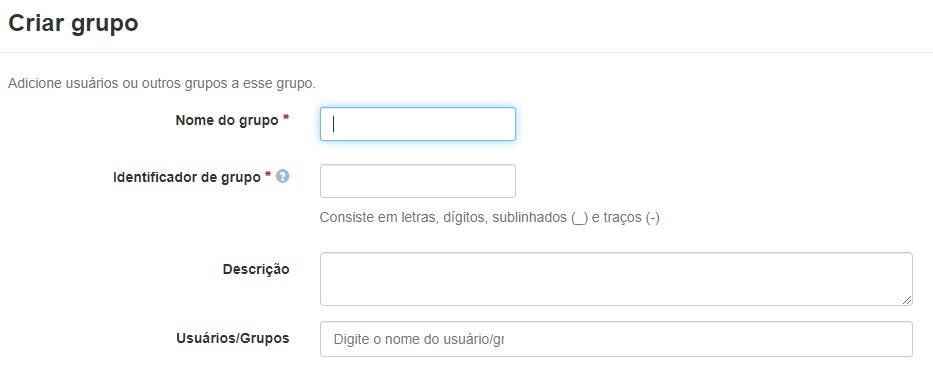 Criar grupo
Adicione usuários ou outros grupos a esse grupo.
Nome do grupo *
Identificador de grupo * ?
Consiste em letras, dígitos, sublinhados (_) e traços (-)
Descrição
Usuários/Grupos Digite o nome do usuário/gr